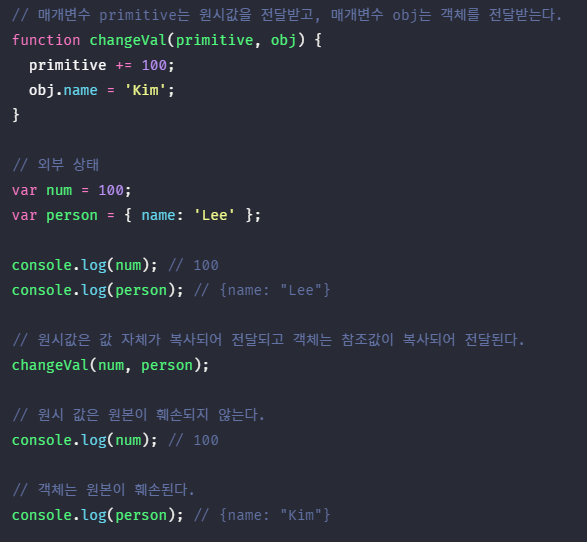 // 매개변수 primitive는 원시값을 전달받고, 매개변수 obj는 객체를 전달받는다.
function changeVal(primitive, obj) {
  primitive += 100;
  obj.name = 'Kim';
}

// 외부 상태
var num = 100;
var person = { name: 'Lee' };

console.log(num); // 100
console.log(person); // {name: "Lee"}

// 원시값은 값 자체가 복사되어 전달되고 객체는 참조값이 복사되어 전달된다.
changeVal(num, person);

// 원시 값은 원본이 훼손되지 않는다.
console.log(num); // 100

// 객체는 원본이 훼손된다.
console.log(person); // {name: "Kim"}